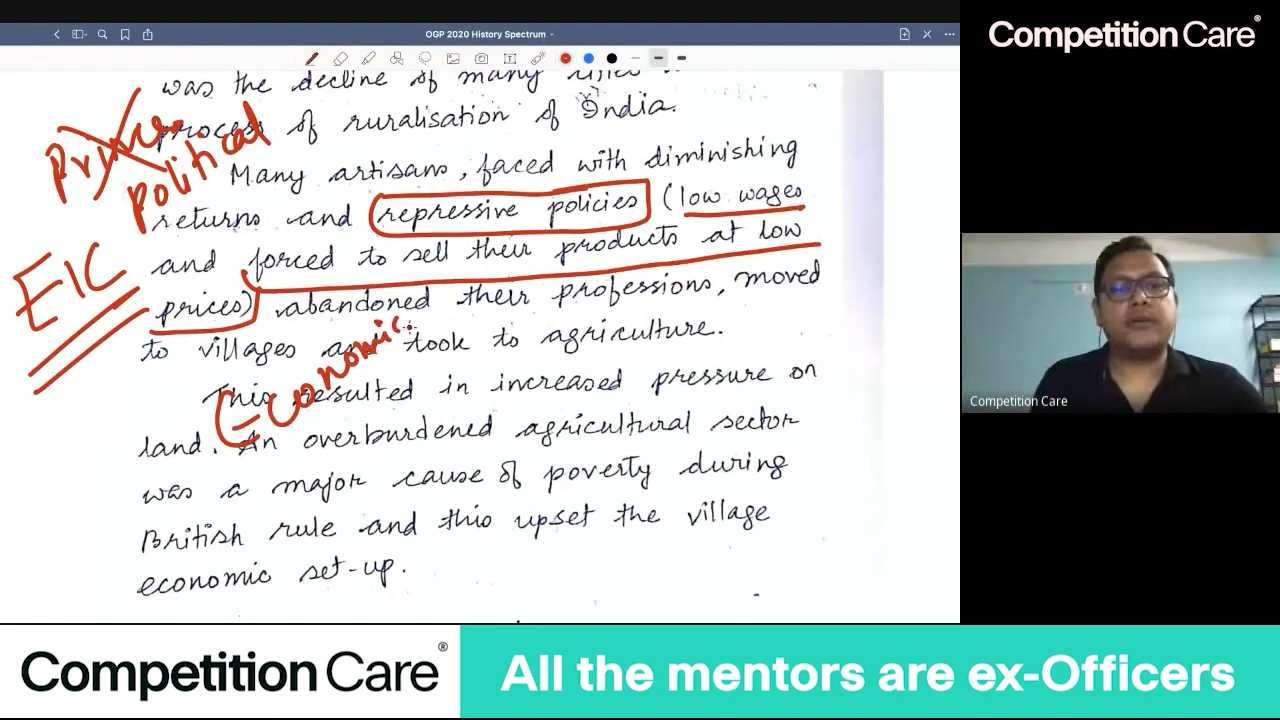 OGP 2020 History Spectrum
Competition Care®
was the decline of many cities
process of ruralisation of India.
Many artisans, faced with diminishing
returns and repressive policies (low wages
and forced to sell their products at low
prices) abandoned their professions, moved
to villages and took to agriculture.
This resulted in increased pressure on
land. An overburdened agricultural sector
was a major cause of poverty during
British rule and this upset the village
economic set-up.
political
EIC
Economic
Competition Care
Competition Care®
All the mentors are ex-Officers